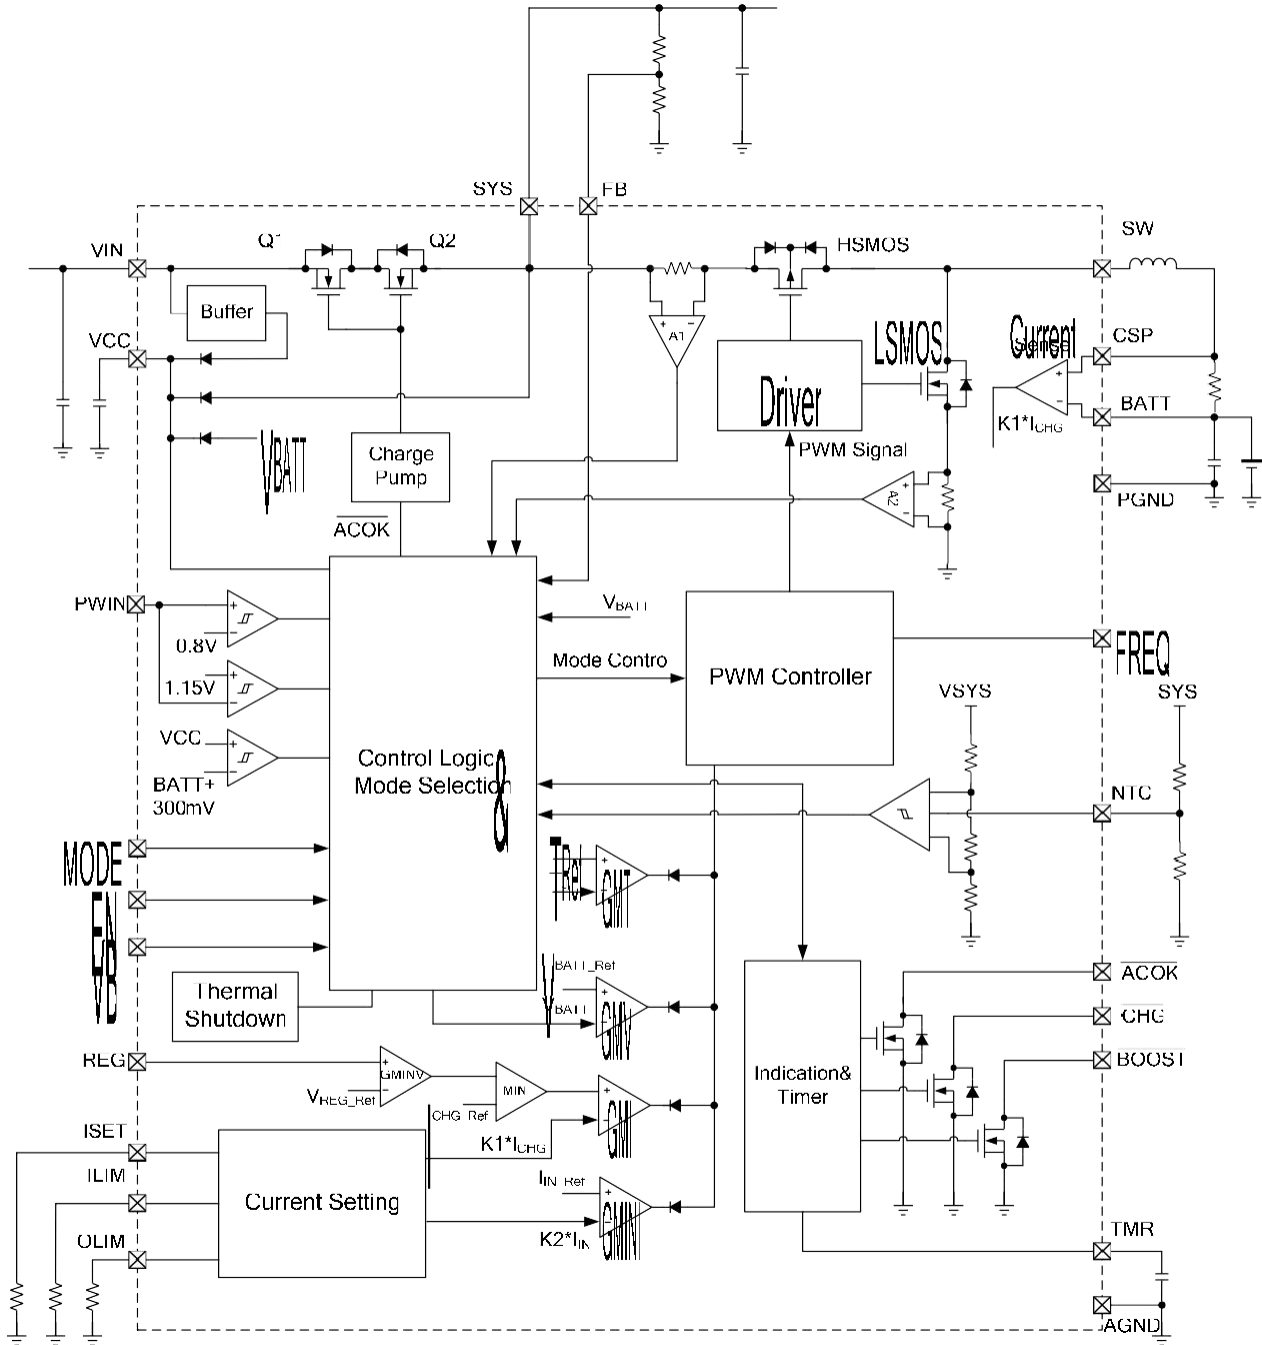 SYS
FB
VIN
Q1
Q2
HSMOS
SW
Buffer
VCC
A1
LSMOS
Current
Sense
CSP
Driver
K1*ICHG
BATT
VBATT
Charge
Pump
PWM Signal
A2
PGND
ACOK
PWIN
0.8V
VBATT
1.15V
Mode Contro
PWM Controller
FREQ
VSYS
SYS
VCC
BATT+
300mV
Control Logic
&
Mode Selection
NTC
MODE
TRef
GMT
EN
VB
Thermal
Shutdown
VBATT_Ref
VBATT
GMV
ACOK
CHG
BOOST
REG
GMINV
VREG_Ref
MIN
ICHG_Ref
GMI
K1*ICHG
Indication&
Timer
ISET
ILIM
OLIM
Current Setting
IIN_Ref
K2*IIN
GMIN
TMR
AGND